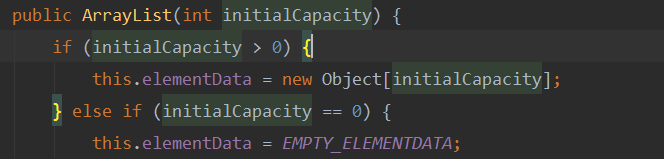 public ArrayList(int initialCapacity) {
if (initialCapacity > 0) {
this.elementData = new Object[initialCapacity];
} else if (initialCapacity == 0) {
this.elementData = EMPTY_ELEMENTDATA;